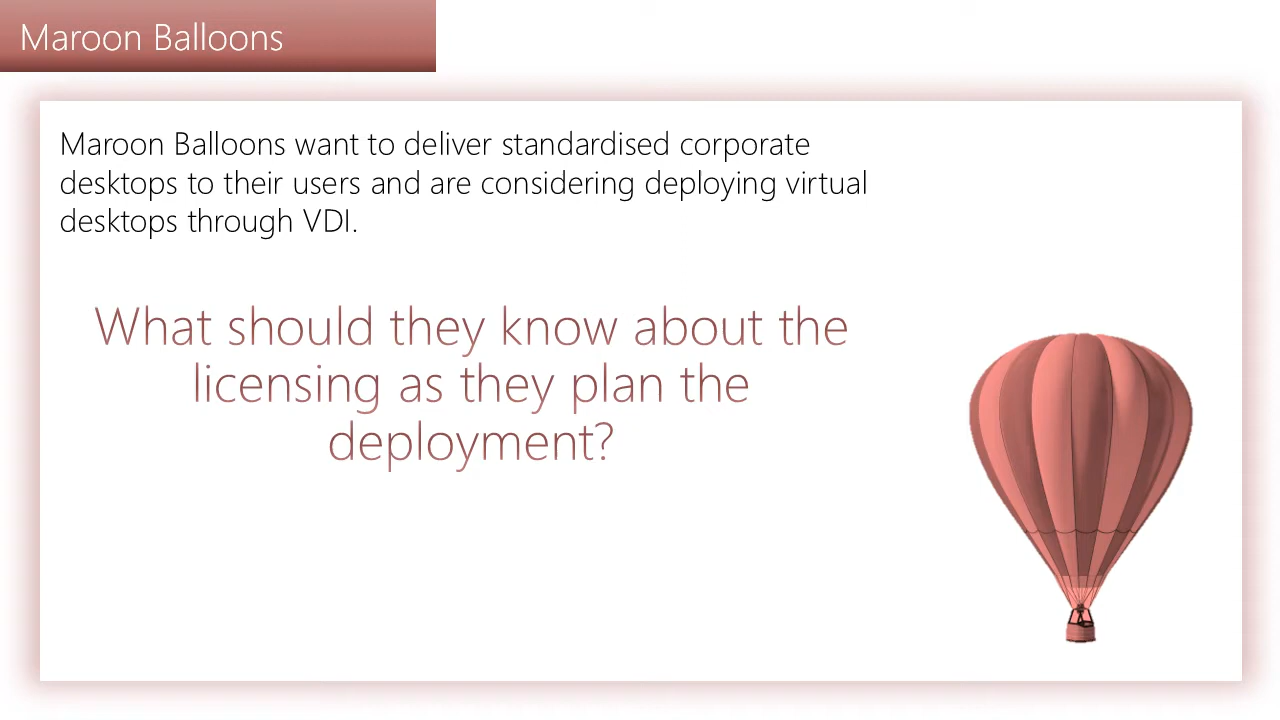 Maroon Balloons
Maroon Balloons want to deliver standardised corporate
desktops to their users and are considering deploying virtual
desktops through VDI.
What should they know about the
licensing as they plan the
deployment?